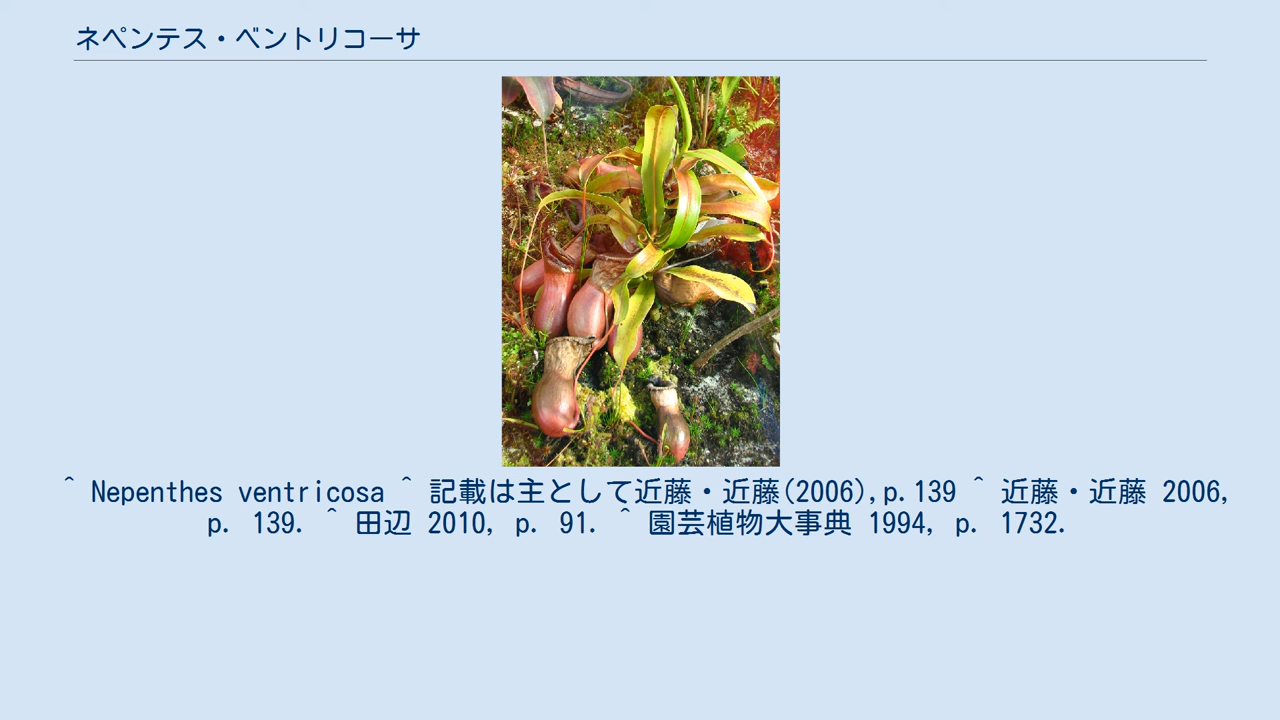 ネペンテス・ベントリコーサ
^ Nepenthes ventricosa ^ 記載は主として近藤・近藤(2006),p.139 ^ 近藤・近藤 2006,
p. 139. ^ 田辺 2010, p. 91. ^ 園芸植物大事典 1994, p. 1732.